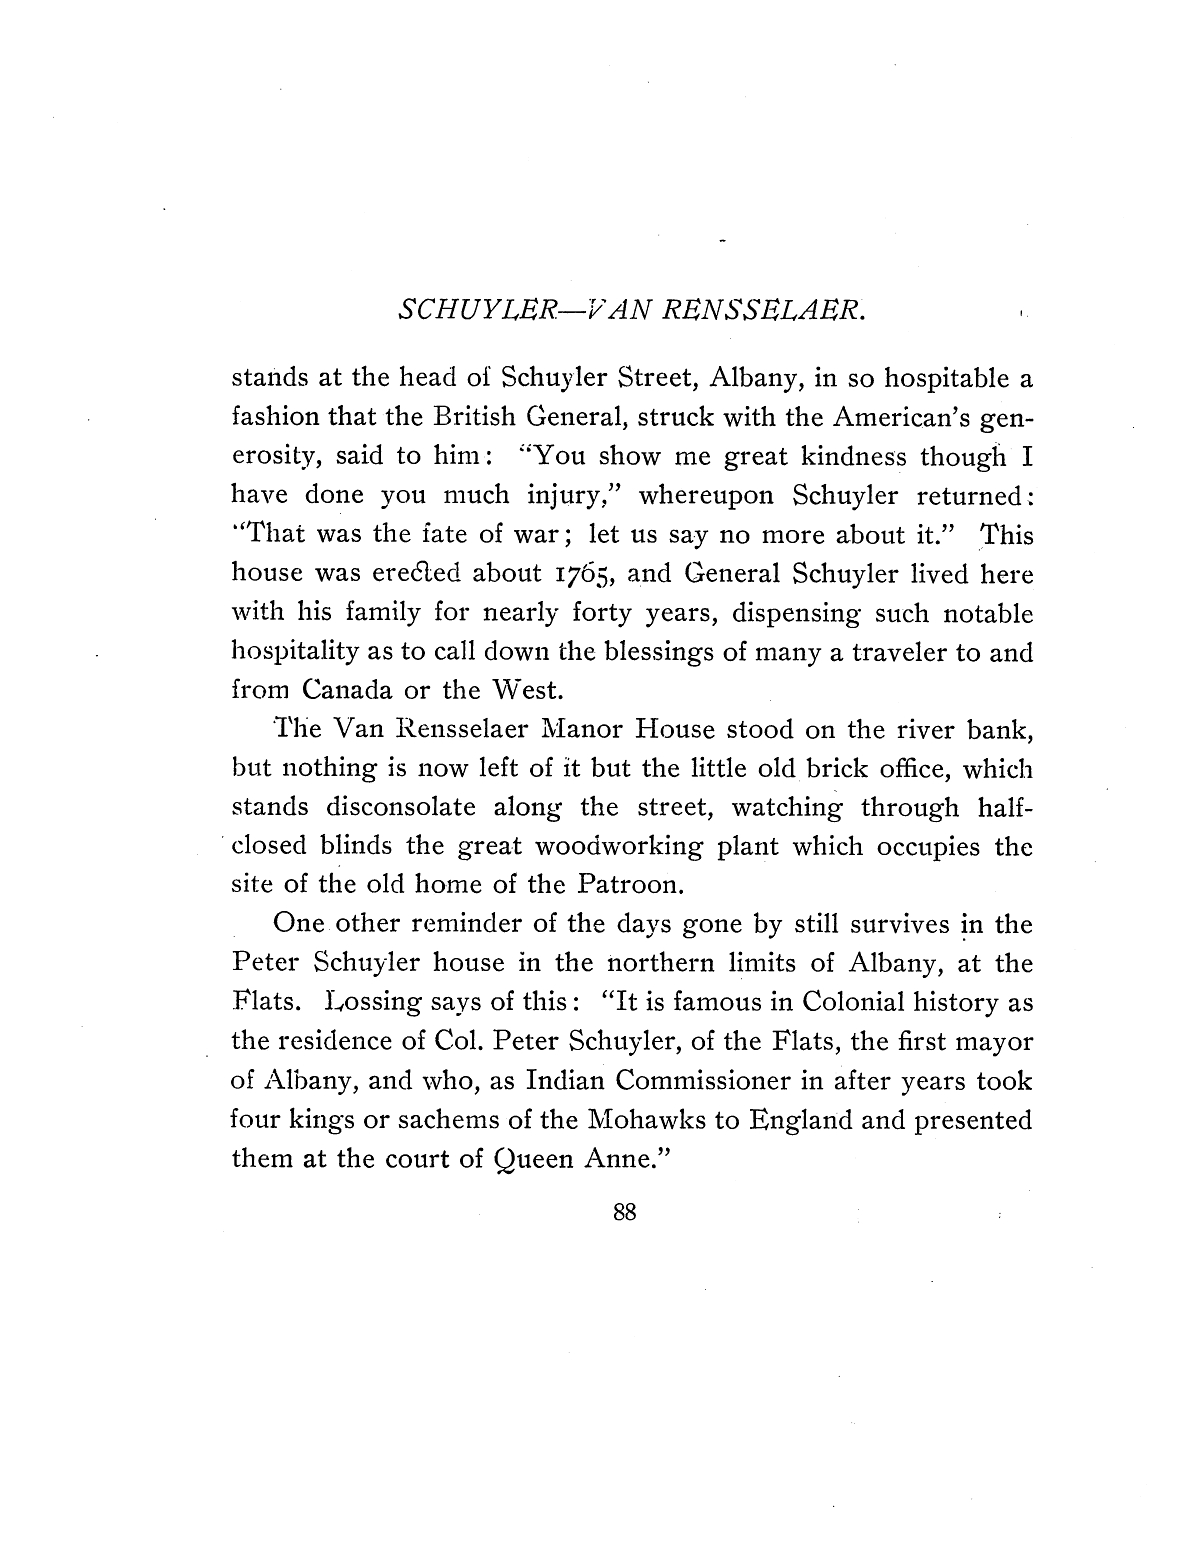 SCHUYLER—VAN RENSSELAER.
stands at the head of Schuyler Street, Albany, in so hospitable a
fashion that the British General, struck with the American's gen-
erosity, said to him: "You show me great kindness though I
have done you much injury," whereupon Schuyler returned:
"That was the fate of war; let us say no more about it." This
house was erected about 1765, and General Schuyler lived here
with his family for nearly forty years, dispensing such notable
hospitality as to call down the blessings of many a traveler to and
from Canada or the West.
The Van Rensselaer Manor House stood on the river bank,
but nothing is now left of it but the little old brick office, which
stands disconsolate along the street, watching through half-
closed blinds the great woodworking plant which occupies the
site of the old home of the Patroon.
One other reminder of the days gone by still survives in the
Peter Schuyler house in the northern limits of Albany, at the
Flats. Lossing says of this: "It is famous in Colonial history as
the residence of Col. Peter Schuyler, of the Flats, the first mayor
of Albany, and who, as Indian Commissioner in after years took
four kings or sachems of the Mohawks to England and presented
them at the court of Queen Anne."
88